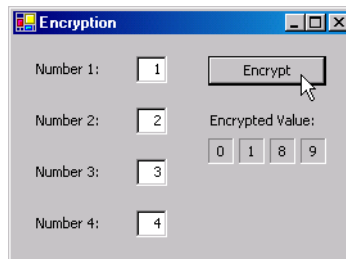 Encryption
Number 1: 1 Encrypt
Number 2: 2 Encrypted Value:
0 1 8 9
Number 3: 3
Number 4: 4